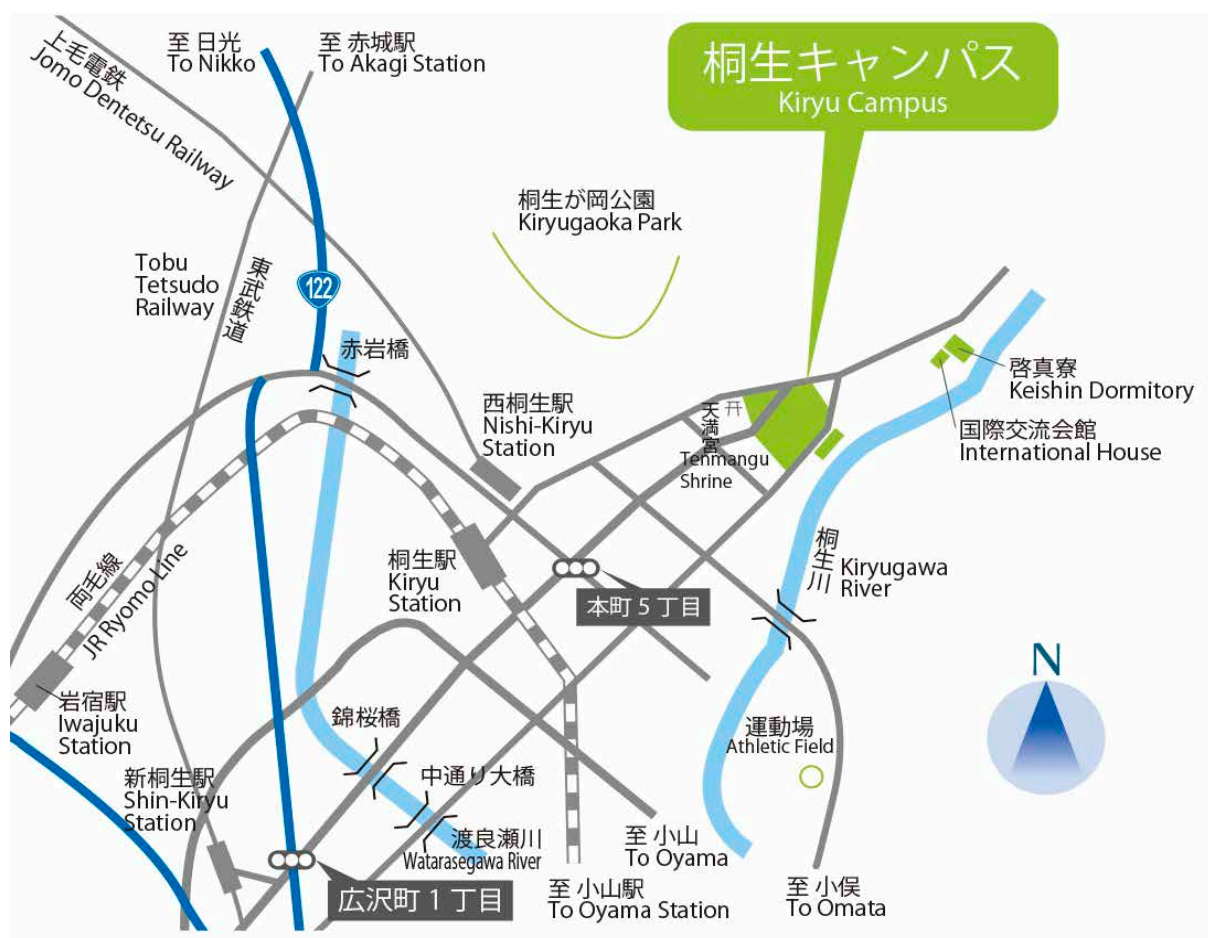 桐生キャンパス
Kiryu Campus
至 日光
To Nikko
至 赤城駅
To Akagi Station
上毛電鉄
Jomo Dentetsu Railway
桐生が岡公園
Kiryugaoka Park
Tobu
Tetsudo
Railway
東武鉄道
122
赤岩橋
西桐生駅
Nishi-Kiryu
Station
天満宮
Tenmangu
Shrine
啓真寮
Keishin Dormitory
国際交流会館
International House
桐生川
Kiryugawa
River
両毛線
JR Ryomo Line
桐生駅
Kiryu
Station
本町 5 丁目
岩宿駅
Iwajuku
Station
N
錦桜橋
運動場
Athletic Field
新桐生駅
Shin-Kiryu
Station
中通り大橋
渡良瀬川
Watarasegawa River
至 小山
To Oyama
広沢町 1 丁目
至 小山駅
To Oyama Station
至 小俣
To Omata